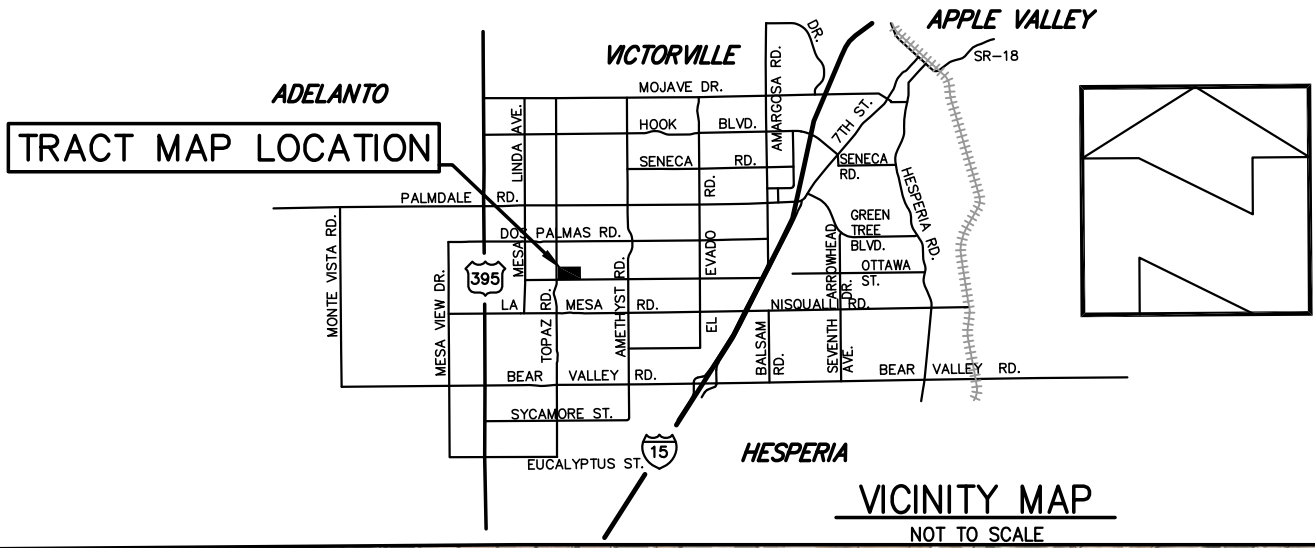 APPLE VALLEY
DR.
VICTORVILLE
SR-18
AMARGOSA RD.
ADELANTO
MOJAVE DR.
LINDA AVE.
7TH ST.
HOOK BLVD.
TRACT MAP LOCATION
SENECA RD.
SENECA
RD.
PALMDALE RD.
HESPERIA RD.
MONTE VISTA RD.
DOS PALMAS RD.
GREEN
TREE
BLVD.
MESA
EL EVADO RD.
ARROWHEAD DR.
OTTAWA
ST.
395
MESA VIEW DR.
TOPAZ RD.
AMETHYST RD.
LA MESA RD.
NISQUALLI RD.
BALSAM
RD.
SEVENTH
AVE.
BEAR VALLEY RD.
BEAR VALLEY RD.
SYCAMORE ST.
15
EUCALYPTUS ST.
HESPERIA
VICINITY MAP
NOT TO SCALE